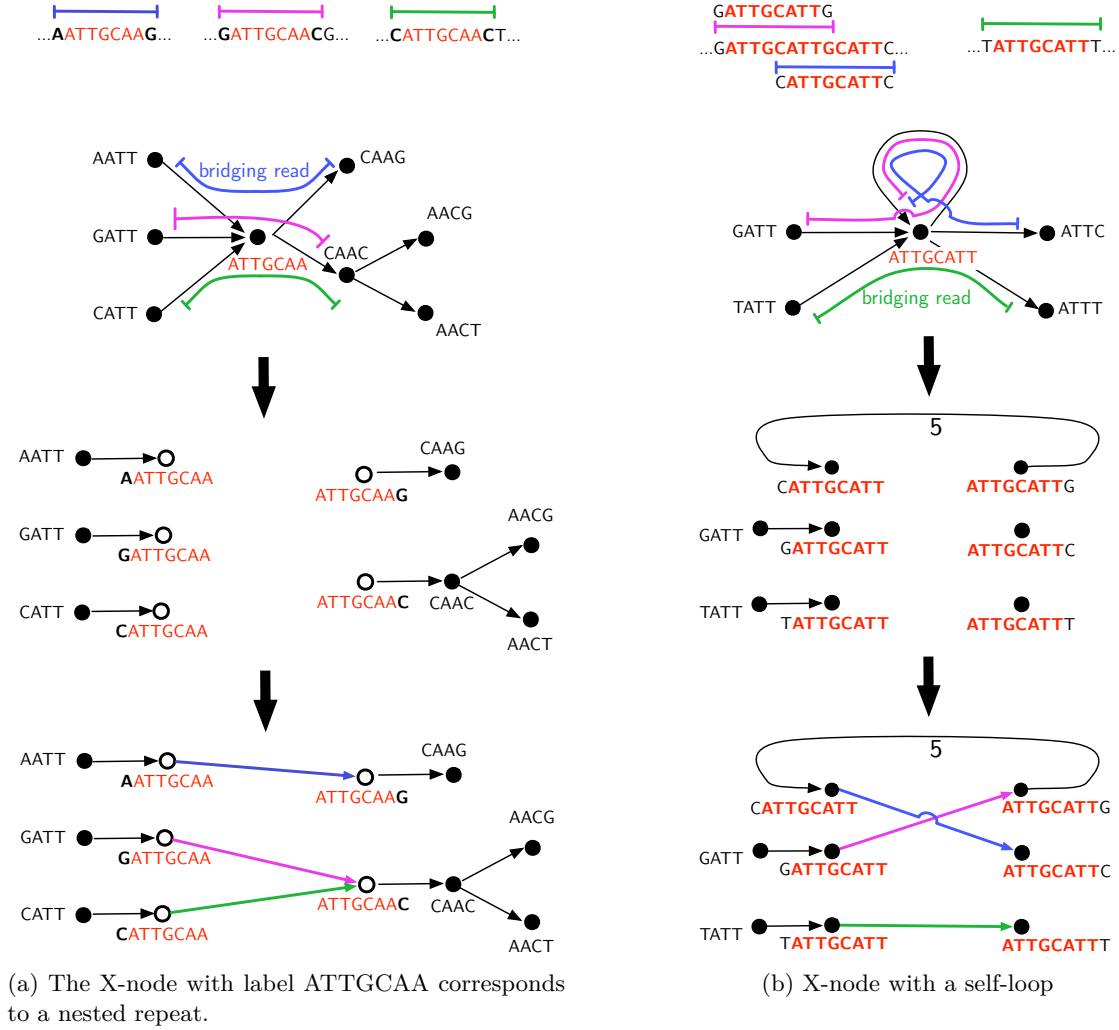 ...AATTGCAAG...
...GATTGCAACG...
...CATTGCAACT...
AATT
bridging read
CAAG
GATT
AACG
ATTGCAA
CAAC
CATT
AACT
AATT
AATTGCAA
CAAG
ATTGCAAG
GATT
GATTGCAA
AACG
CATT
CATTGCAA
ATTGCAAC
CAAC
AACT
AATT
AATTGCAA
CAAG
ATTGCAAG
GATT
GATTGCAA
AACG
ATTGCAAC
CAAC
CATT
CATTGCAA
AACT
(a) The X-node with label ATTGCAA corresponds
to a nested repeat.
GATTGCATTG
...GATTGCATTGCATTC...
CATTGCATTC
...TATTGCATTT...
GATT
ATTC
ATTGCATT
TATT
bridging read
ATTT
5
CATTGCATT
ATTGCATTG
GATT
GATTGCATT
ATTGCATTC
TATT
TATTGCATT
ATTGCATTT
5
CATTGCATT
ATTGCATTG
GATT
GATTGCATT
ATTGCATTC
TATT
TATTGCATT
ATTGCATTT
(b) X-node with a self-loop